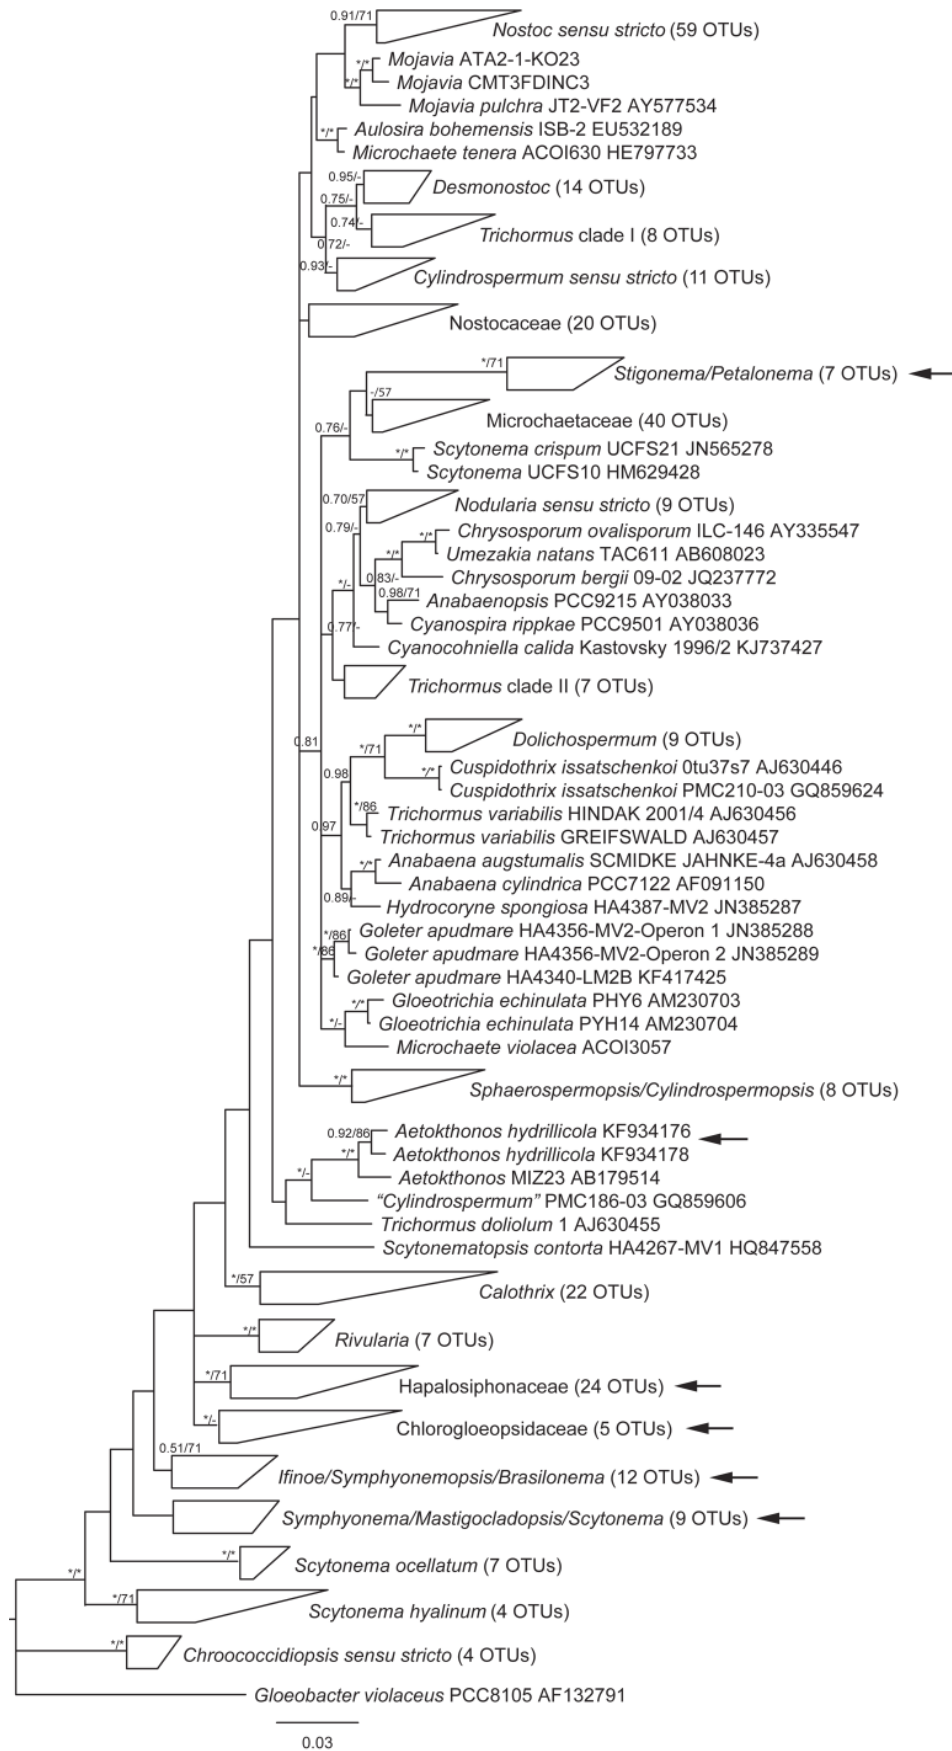 0.91/71
Nostoc sensu stricto (59 OTUs)
*/*
Mojavia ATA2-1-KO23
*/*
Mojavia CMT3FDINC3
Mojavia pulchra JT2-VF2 AY577534
*/*
Aulosira bohemensis ISB-2 EU532189
Microchaete tenera ACOI630 HE797733
0.95/-
Desmonostoc (14 OTUs)
0.75/-
0.74/-
Trichormus clade I (8 OTUs)
0.72/-
0.93/-
Cylindrospermum sensu stricto (11 OTUs)
Nostocaceae (20 OTUs)
*/71
Stigonema/Petalonema (7 OTUs)
-/57
Microchaetaceae (40 OTUs)
0.76/-
*/*
Scytonema crispum UCFS21 JN565278
Scytonema UCFS10 HM629428
0.70/57
Nodularia sensu stricto (9 OTUs)
0.79/-
*/*
Chrysosporum ovalisporum ILC-146 AY335547
*/*
Umezakia natans TAC611 AB608023
Chrysosporum bergii 09-02 JQ237772
*/-
0.83/-
0.98/71
Anabaenopsis PCC9215 AY038033
Cyanospira rippkae PCC9501 AY038036
0.77/-
Cyanocohniella calida Kastovsky 1996/2 KJ737427
Trichormus clade II (7 OTUs)
*/*
Dolichospermum (9 OTUs)
0.81
*/71
Cuspidothrix issatschenkoi 0tu37s7 AJ630446
*/*
0.98
Cuspidothrix issatschenkoi PMC210-03 GQ859624
*/86
Trichormus variabilis HINDAK 2001/4 AJ630456
0.97
Trichormus variabilis GREIFSWALD AJ630457
*/*
Anabaena augstumalis SCMIDKE JAHNKE-4a AJ630458
Anabaena cylindrica PCC7122 AF091150
0.89/-
Hydrocoryne spongiosa HA4387-MV2 JN385287
*/86
Goleter apudmare HA4356-MV2-Operon 1 JN385288
*/86
Goleter apudmare HA4356-MV2-Operon 2 JN385289
Goleter apudmare HA4340-LM2B KF417425
*/*
Gloeotrichia echinulata PHY6 AM230703
*/-
Gloeotrichia echinulata PYH14 AM230704
Microchaete violacea ACOI3057
*/*
Sphaerospermopsis/Cylindrospermopsis (8 OTUs)
0.92/86
Aetokthonos hydrillicola KF934176
*/*
Aetokthonos hydrillicola KF934178
*/-
Aetokthonos MIZ23 AB179514
“Cylindrospermum” PMC186-03 GQ859606
Trichormus doliolum 1 AJ630455
Scytonematopsis contorta HA4267-MV1 HQ847558
*/57
Calothrix (22 OTUs)
*/*
Rivularia (7 OTUs)
*/71
Hapalosiphonaceae (24 OTUs)
*/-
Chlorogloeopsidaceae (5 OTUs)
0.51/71
Ifinoe/Symphyonemopsis/Brasilonema (12 OTUs)
Symphyonema/Mastigocladopsis/Scytonema (9 OTUs)
*/*
Scytonema ocellatum (7 OTUs)
*/*
*/71
Scytonema hyalinum (4 OTUs)
*/*
Chroococcidiopsis sensu stricto (4 OTUs)
Gloeobacter violaceus PCC8105 AF132791
0.03